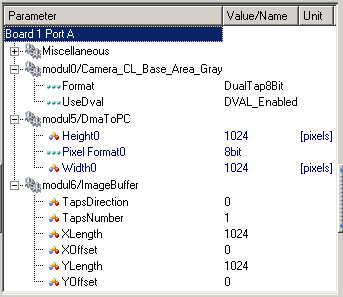 Parameter Value/Name Unit
Board 1 Port A
Miscellaneous
modul0/Camera_CL_Base_Area_Gray
Format DualTap8Bit
UseDval DVAL_Enabled
modul5/DmaToPC
Height0 1024 [pixels]
Pixel Format0 8bit
Width0 1024 [pixels]
modul6/ImageBuffer
TapsDirection 0
TapsNumber 1
XLength 1024
XOffset 0
YLength 1024
YOffset 0